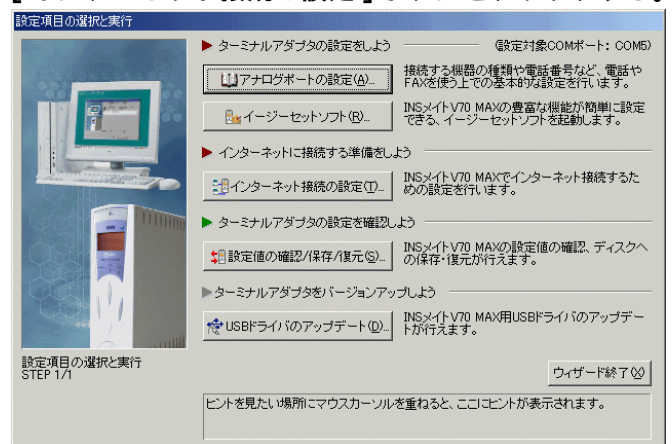 設定項目の選択と実行
ターミナルアダプタの設定をしよう
(設定対象COMポート: COM5)
アナログポートの設定(A)...
接続する機器の種類や電話番号など、電話や
FAXを使う上での基本的な設定を行います。
イージーセットソフト(R)...
INSメイトV70 MAXの豊富な機能が簡単に設定
できる、イージーセットソフトを起動します。
インターネットに接続する準備をしよう
インターネット接続の設定(T)...
INSメイトV70 MAXでインターネット接続するた
めの設定を行います。
ターミナルアダプタの設定を確認しよう
設定値の確認/保存/復元(S)...
INSメイトV70 MAXの設定値の確認、ディスクへ
の保存・復元が行えます。
ターミナルアダプタをバージョンアップしよう
USBドライバのアップデート(D)...
INSメイトV70 MAX用USBドライバのアップデー
トが行えます。
設定項目の選択と実行
STEP 1/1
ウィザード終了(X)
ヒントを見たい場所にマウスカーソルを重ねると、ここにヒントが表示されます。